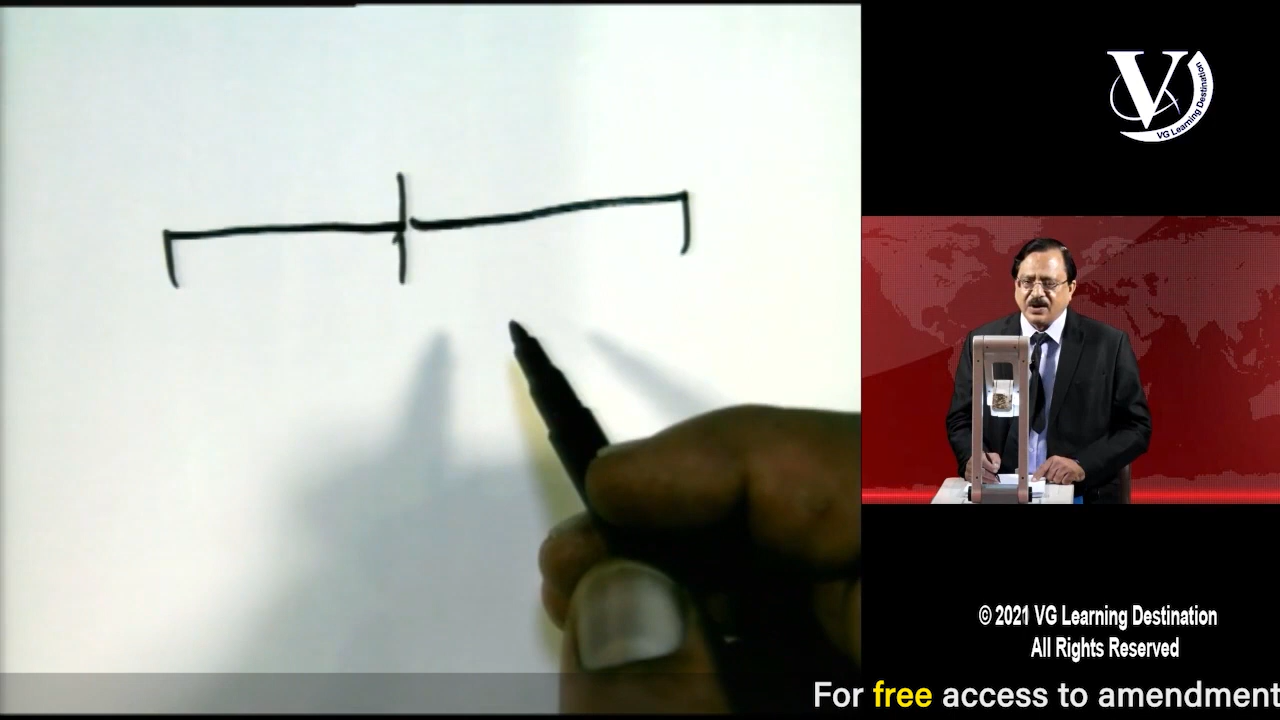 V
VG Learning Destination
© 2021 VG Learning Destination
All Rights Reserved
For free access to amendment